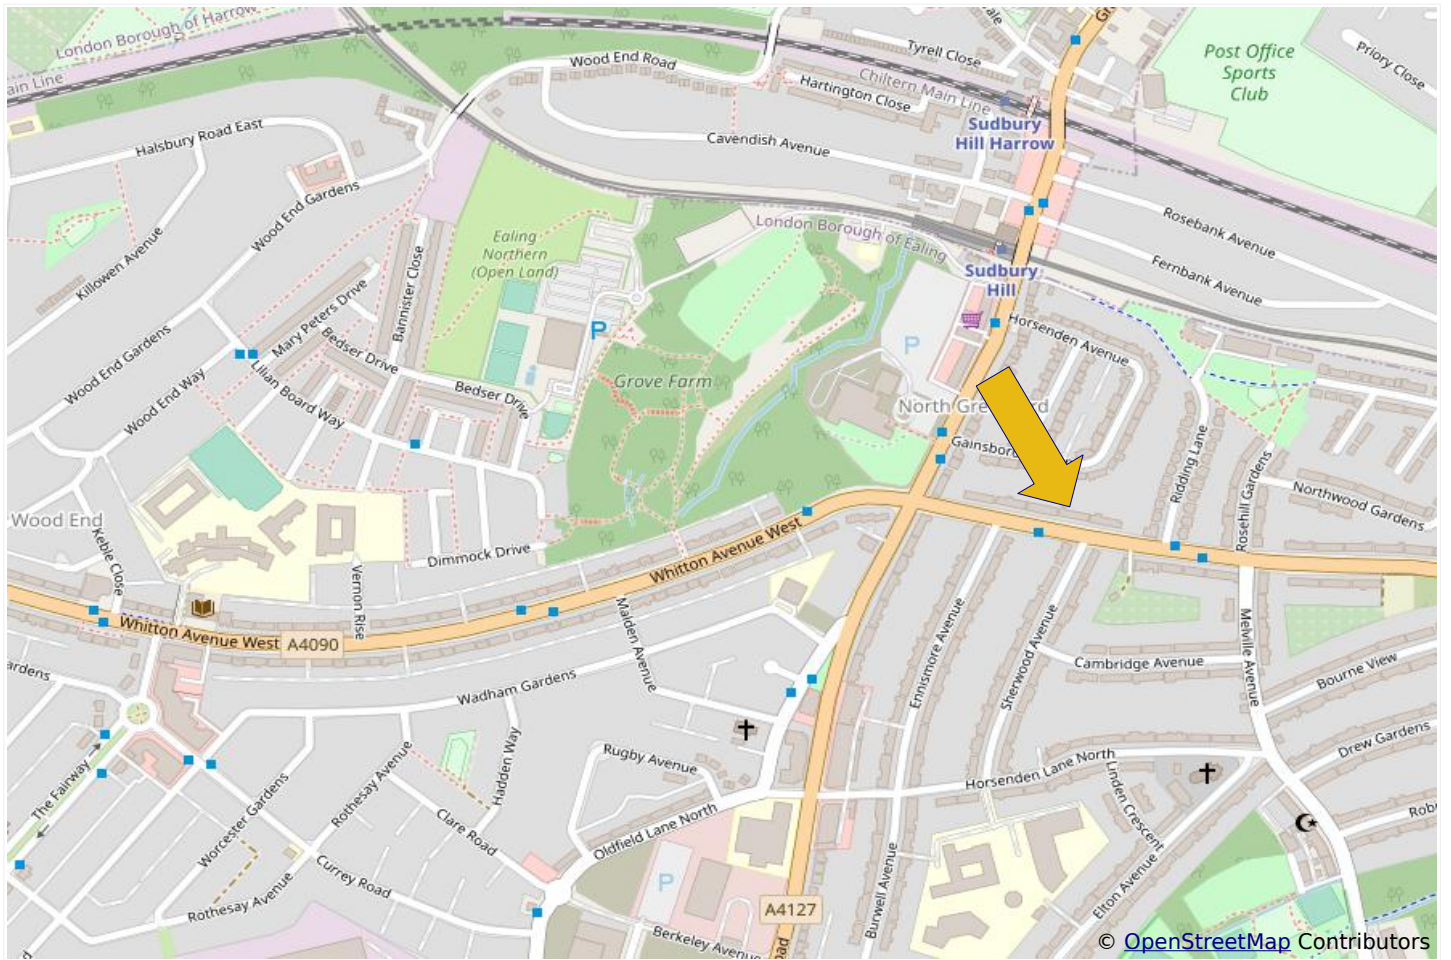 London Borough of Harrow
ain Line
Wood End Road
Tyrell Close
Hartington Close
Chiltern Main Line
Post Office
Sports
Club
Priory Close
Halsbury Road East
Cavendish Avenue
Sudbury
Hill Harrow
Wood End Gardens
Killowen Avenue
Ealing
Northern
(Open Land)
London Borough of Ealing
Rosebank Avenue
Fernbank Avenue
Sudbury
Hill
Bannister Close
Mary Peters Drive
Bedser Drive
Bedser Drive
Lilian Board Way
Wood End Gardens
Wood End Way
P
P
Grove Farm
Horsenden Avenue
Ridding Lane
Rosehill Gardens
Northwood Gardens
Wood End
Keble Close
Dimmock Drive
Vernon Rise
Whitton Avenue West
Whitton Avenue West
A4090
Malden Avenue
Wadham Gardens
Ennismore Avenue
Sherwood Avenue
Cambridge Avenue
Melville Avenue
Bourne View
Drew Gardens
ardens
The Fairway
Worcester Gardens
Rothesay Avenue
Rothesay Avenue
Hadden Way
Clare Road
Currey Road
Rugby Avenue
Oldfield Lane North
Horsenden Lane North
Linden Crescent
Elton Avenue
Burwell Avenue
P
A4127
Berkeley Avenue
oad
© OpenStreetMap Contributors